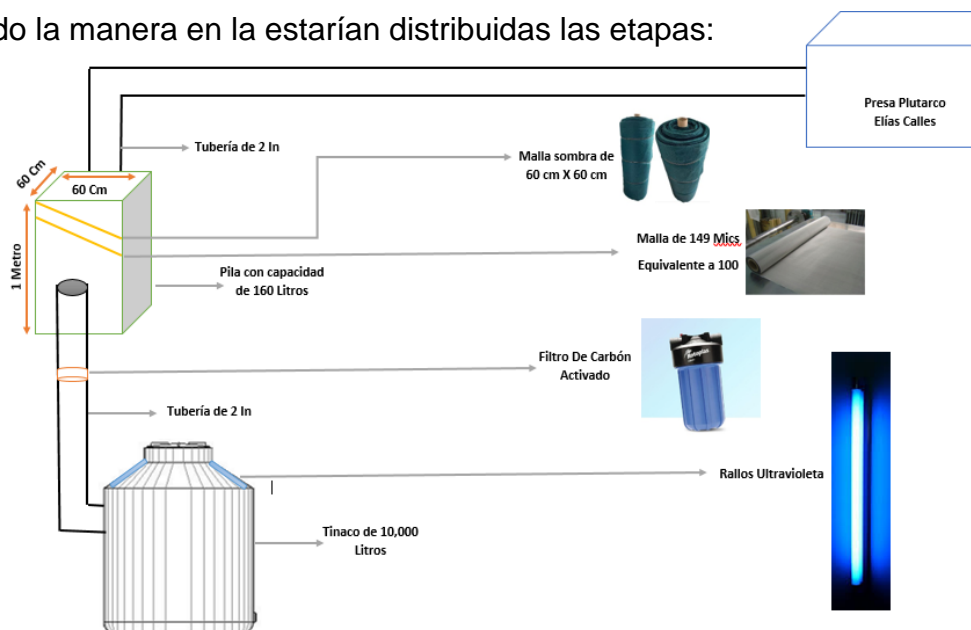 do la manera en la estarían distribuidas las etapas:
Presa Plutarco
Elías Calles
Tubería de 2 In
Malla sombra de
60 cm X 60 cm
60 Cm
60 Cm
1 Metro
Malla de 149 Mics
Equivalente a 100
Pila con capacidad
de 160 Litros
Filtro De Carbón
Activado
Rotoplas
Tubería de 2 In
Rallos Ultravioleta
Tinaco de 10,000
Litros